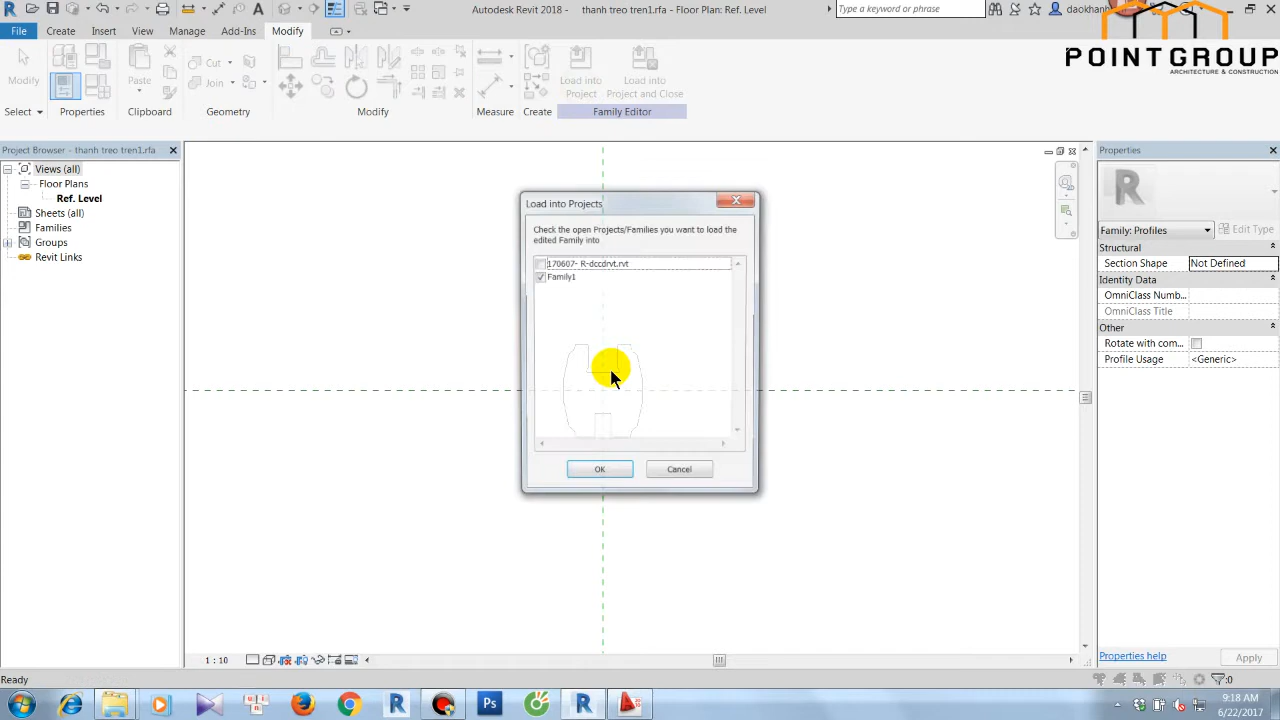 Autodesk Revit 2018 - thanh treo tren1.rfa - Floor Plan: Ref. Level
Type a keyword or phrase
daokhanh
File Create Insert View Manage Add-Ins Modify
POINTGROUP
ARCHITECTURE & CONSTRUCTION
Modify
Paste
Cut
Join
Load into
Project
Load into
Project and Close
Select Properties Clipboard Geometry Modify Measure Create Family Editor
Project Browser - thanh treo tren1.rfa
Views (all)
Floor Plans
Ref. Level
Sheets (all)
Families
Groups
Revit Links
Load into Projects
Check the open Projects/Families you want to load the
edited Family into
170607- R-dccdrvt.rvt
Family1
OK Cancel
Properties
Family: Profiles Edit Type
Structural
Section Shape Not Defined
Identity Data
OmniClass Numb...
OmniClass Title
Other
Rotate with com...
Profile Usage <Generic>
Properties help Apply
1 : 10
Ready
:0
9:18 AM
6/22/2017